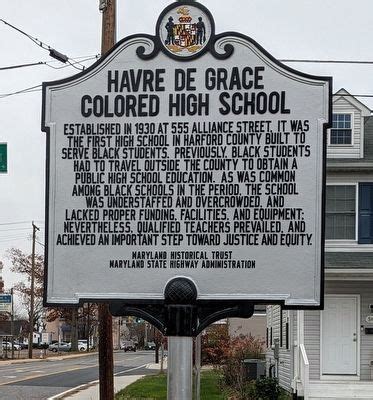 HAVRE DE GRACE
COLORED HIGH SCHOOL
ESTABLISHED IN 1930 AT 555 ALLIANCE STREET, IT WAS
THE FIRST HIGH SCHOOL IN HARFORD COUNTY BUILT TO
SERVE BLACK STUDENTS. PREVIOUSLY, BLACK STUDENTS
HAD TO TRAVEL OUTSIDE THE COUNTY TO OBTAIN A
PUBLIC HIGH SCHOOL EDUCATION. AS WAS COMMON
AMONG BLACK SCHOOLS IN THE PERIOD, THE SCHOOL
WAS UNDERSTAFFED AND OVERCROWDED, AND
LACKED PROPER FUNDING, FACILITIES, AND EQUIPMENT;
NEVERTHELESS, QUALIFIED TEACHERS PREVAILED, AND
ACHIEVED AN IMPORTANT STEP TOWARD JUSTICE AND EQUITY.
MARYLAND HISTORICAL TRUST
MARYLAND STATE HIGHWAY ADMINISTRATION